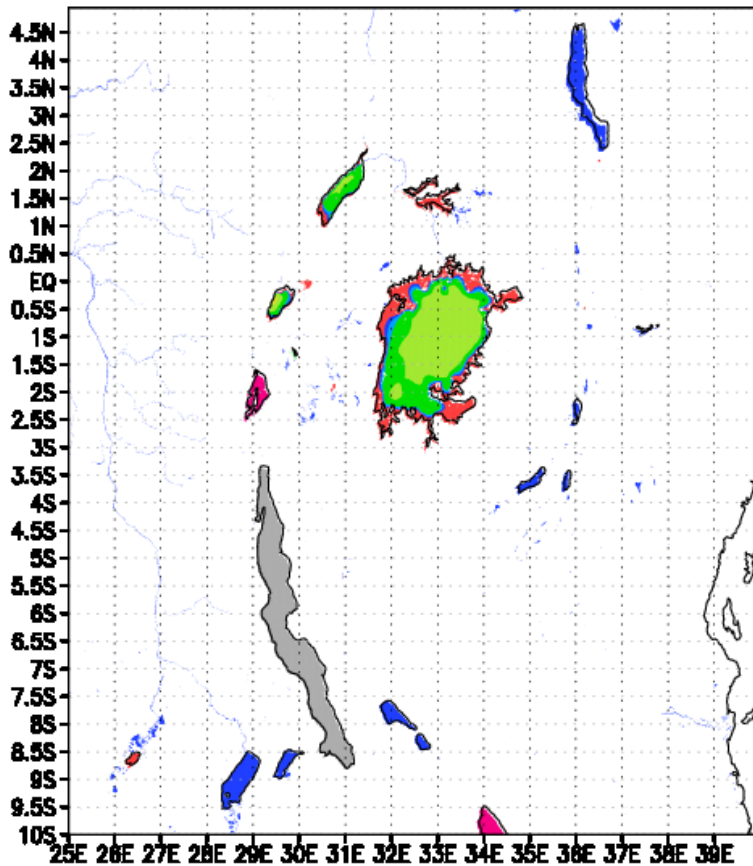 4.5N
4N
3.5N
3N
2.5N
2N
1.5N
1N
0.5N
EQ
0.5S
1S
1.5S
2S
2.5S
3S
3.5S
4S
4.5S
5S
5.5S
6S
6.5S
7S
7.5S
8S
8.5S
9S
9.5S
10S
25E 26E 27E 28E 29E 30E 31E 32E 33E 34E 35E 36E 37E 38E 39E